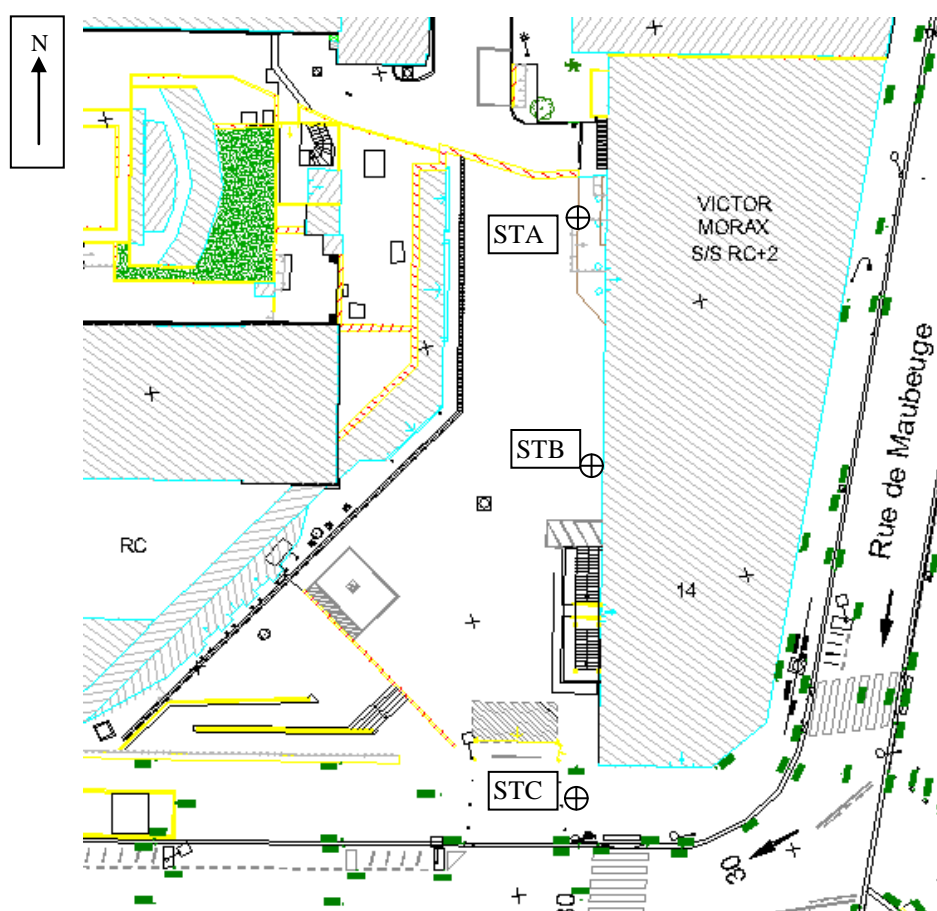 N
STA
VICTOR
MORAX
S/S RC+2
Rue de Maubeuge
STB
RC
14
STC
30